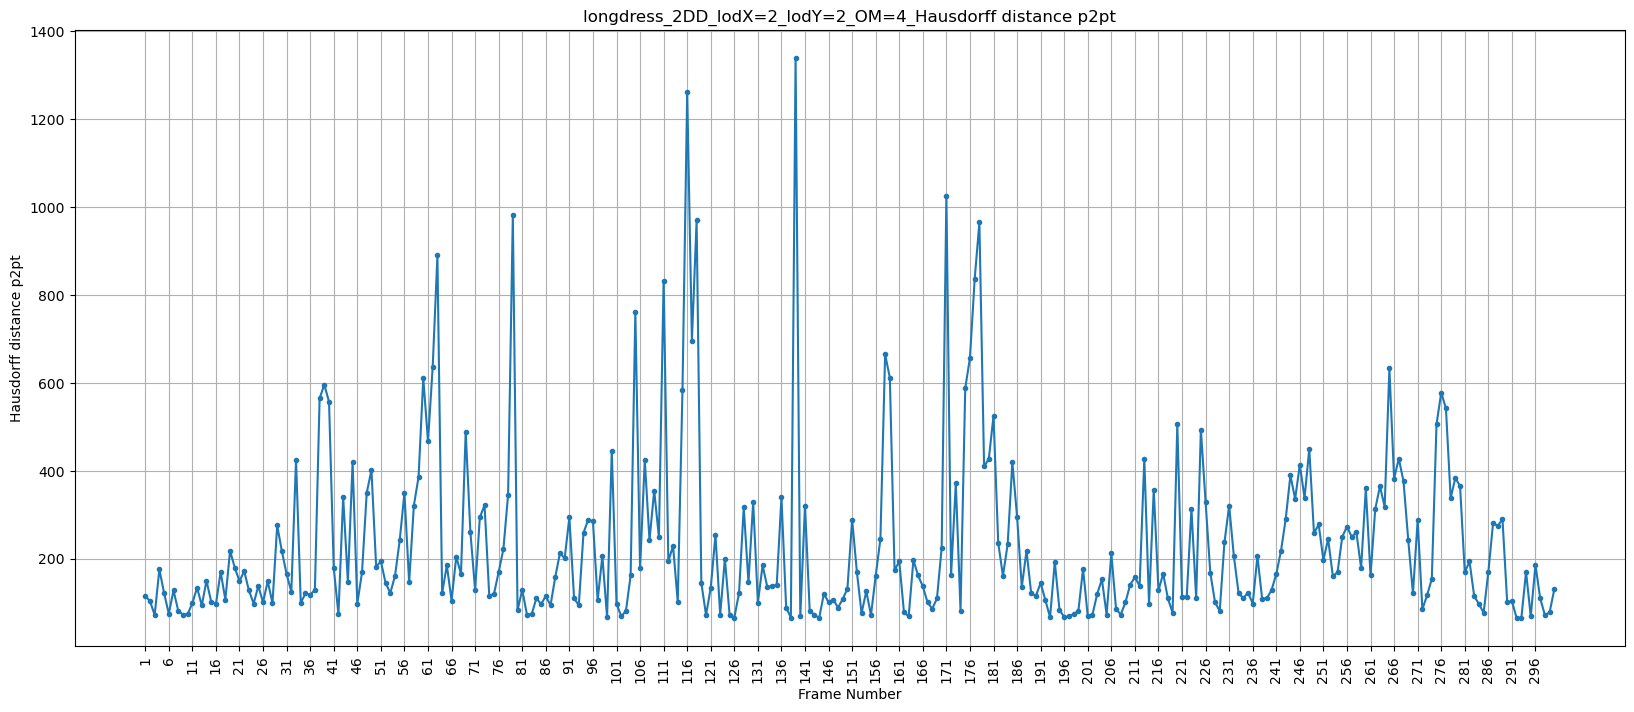 longdress_2DD_lodX=2_lodY=2_OM=4_Hausdorff distance p2pt
1400
1200
1000
800
600
400
200
Hausdorff distance p2pt
1 6 11 16 21 26 31 36 41 46 51 56 61 66 71 76 81 86 91 96 101 106 111 116 121 126 131 136 141 146 151 156 161 166 171 176 181 186 191 196 201 206 211 216 221 226 231 236 241 246 251 256 261 266 271 276 281 286 291 296
Frame Number